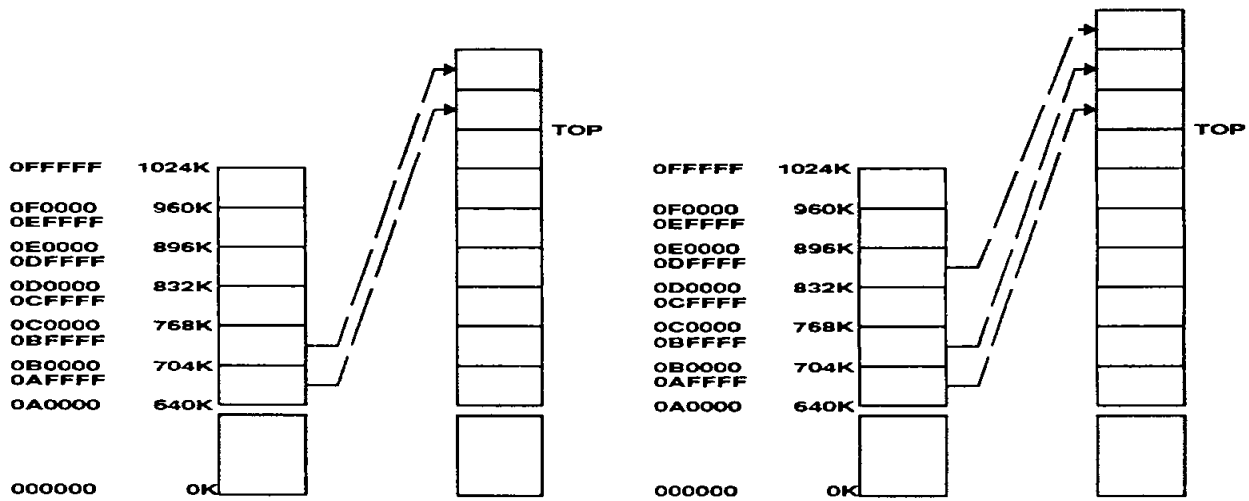 TOP
0FFFFF 1024K
0F0000 960K
0EFFFF
0E0000 896K
0DFFFF
0D0000 832K
0CFFFF
0C0000 768K
0BFFFF
0B0000 704K
0AFFFF
0A0000 640K
000000 0K
TOP
0FFFFF 1024K
0F0000 960K
0EFFFF
0E0000 896K
0DFFFF
0D0000 832K
0CFFFF
0C0000 768K
0BFFFF
0B0000 704K
0AFFFF
0A0000 640K
000000 0K